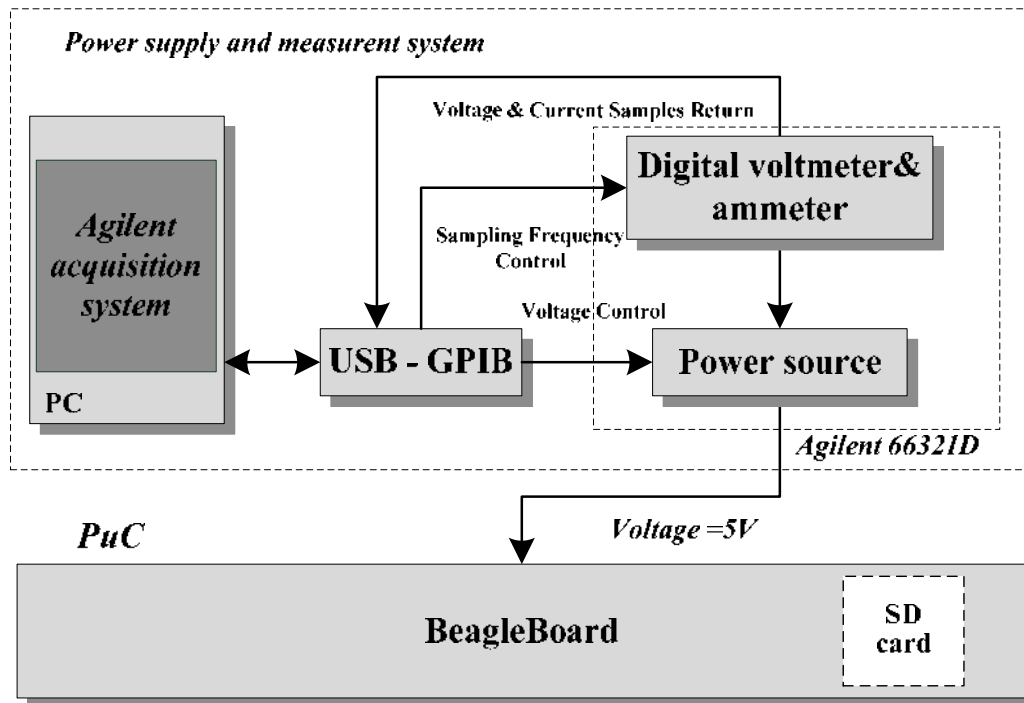 Power supply and measurent system
Voltage & Current Samples Return
Digital voltmeter&
ammeter
Agilent
acquisition
system
Sampling Frequency
Control
Voltage Control
USB - GPIB
Power source
PC
Agilent 66321D
PuC
Voltage =5V
BeagleBoard
SD
card